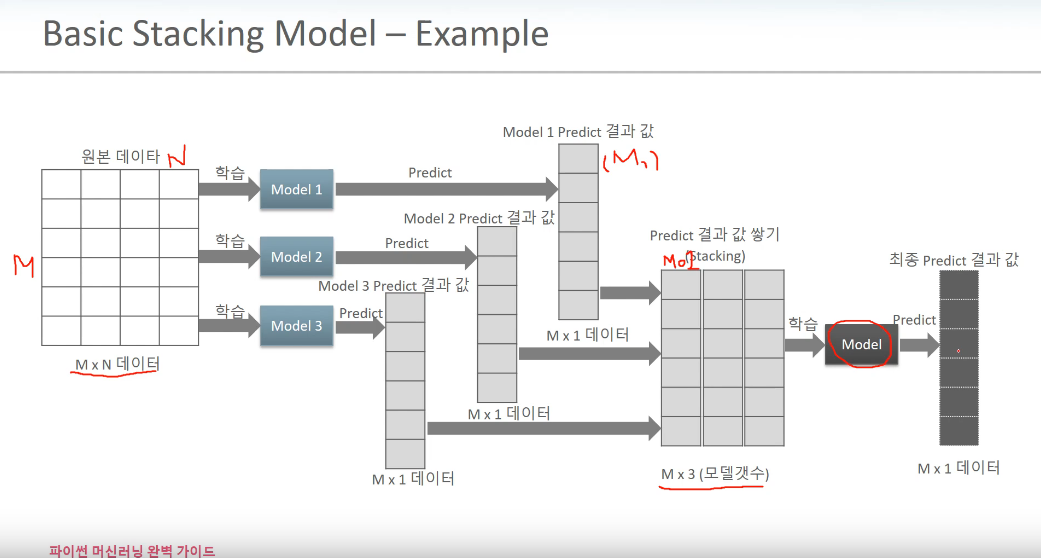 Basic Stacking Model – Example
원본 데이타 N
M
M x N 데이터
학습
Model 1
Predict
Model 1 Predict 결과 값
(M,)
M x 1 데이터
학습
Model 2
Predict
Model 2 Predict 결과 값
M x 1 데이터
학습
Model 3
Predict
Model 3 Predict 결과 값
M x 1 데이터
Predict 결과 값 쌓기
(Stacking)
M x 3 (모델갯수)
학습
Model
Predict
최종 Predict 결과 값
M x 1 데이터
파이썬 머신러닝 완벽 가이드